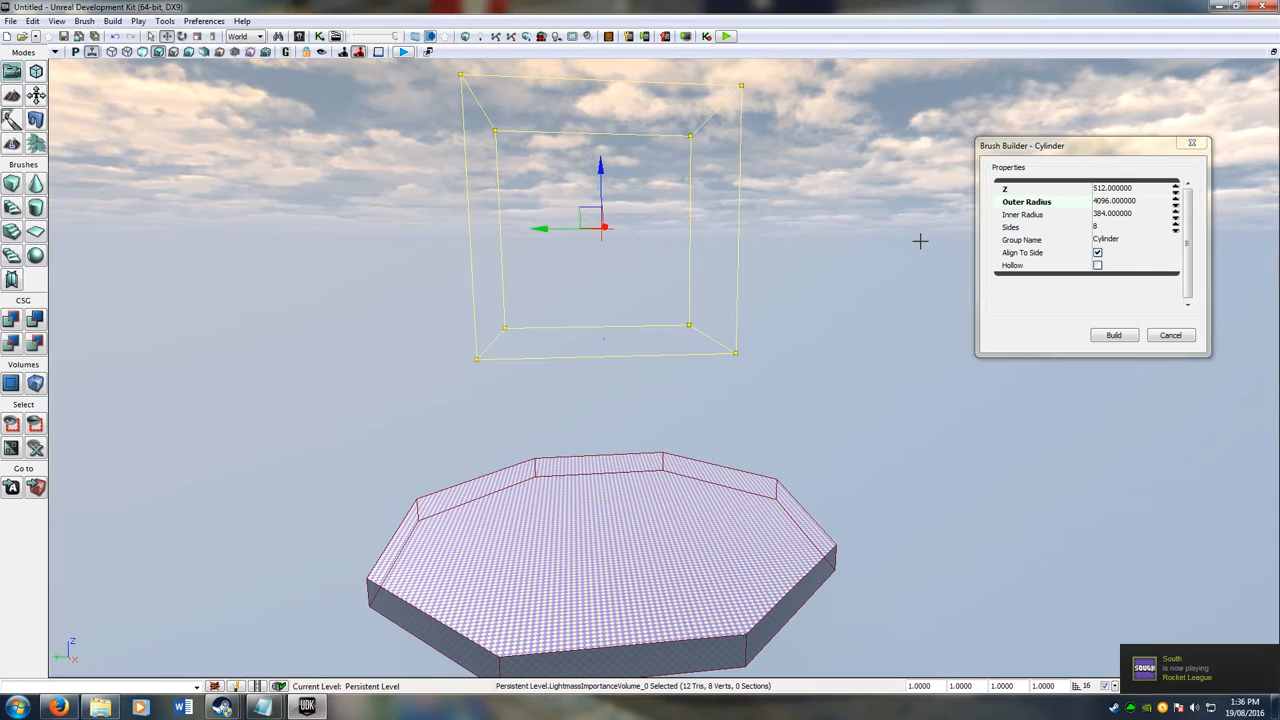 Untitled - Unreal Development Kit (64-bit, DX9)
File Edit View Brush Build Play Tools Preferences Help
World
P
G
Modes
Brushes
CSG
Volumes
Select
Go to
Brush Builder - Cylinder
Properties
Z 512.000000
Outer Radius 4096.000000
Inner Radius 384.000000
Sides 8
Group Name Cylinder
Align To Side
Hollow
Build Cancel
Z
X
South
is now playing
Rocket League
Current Level: Persistent Level
Persistent Level.LightmassImportanceVolume_0 Selected (12 Tris, 8 Verts, 0 Sections)
1.0000 1.0000 1.0000 1.0000 16
UDK
1:36 PM
19/08/2016